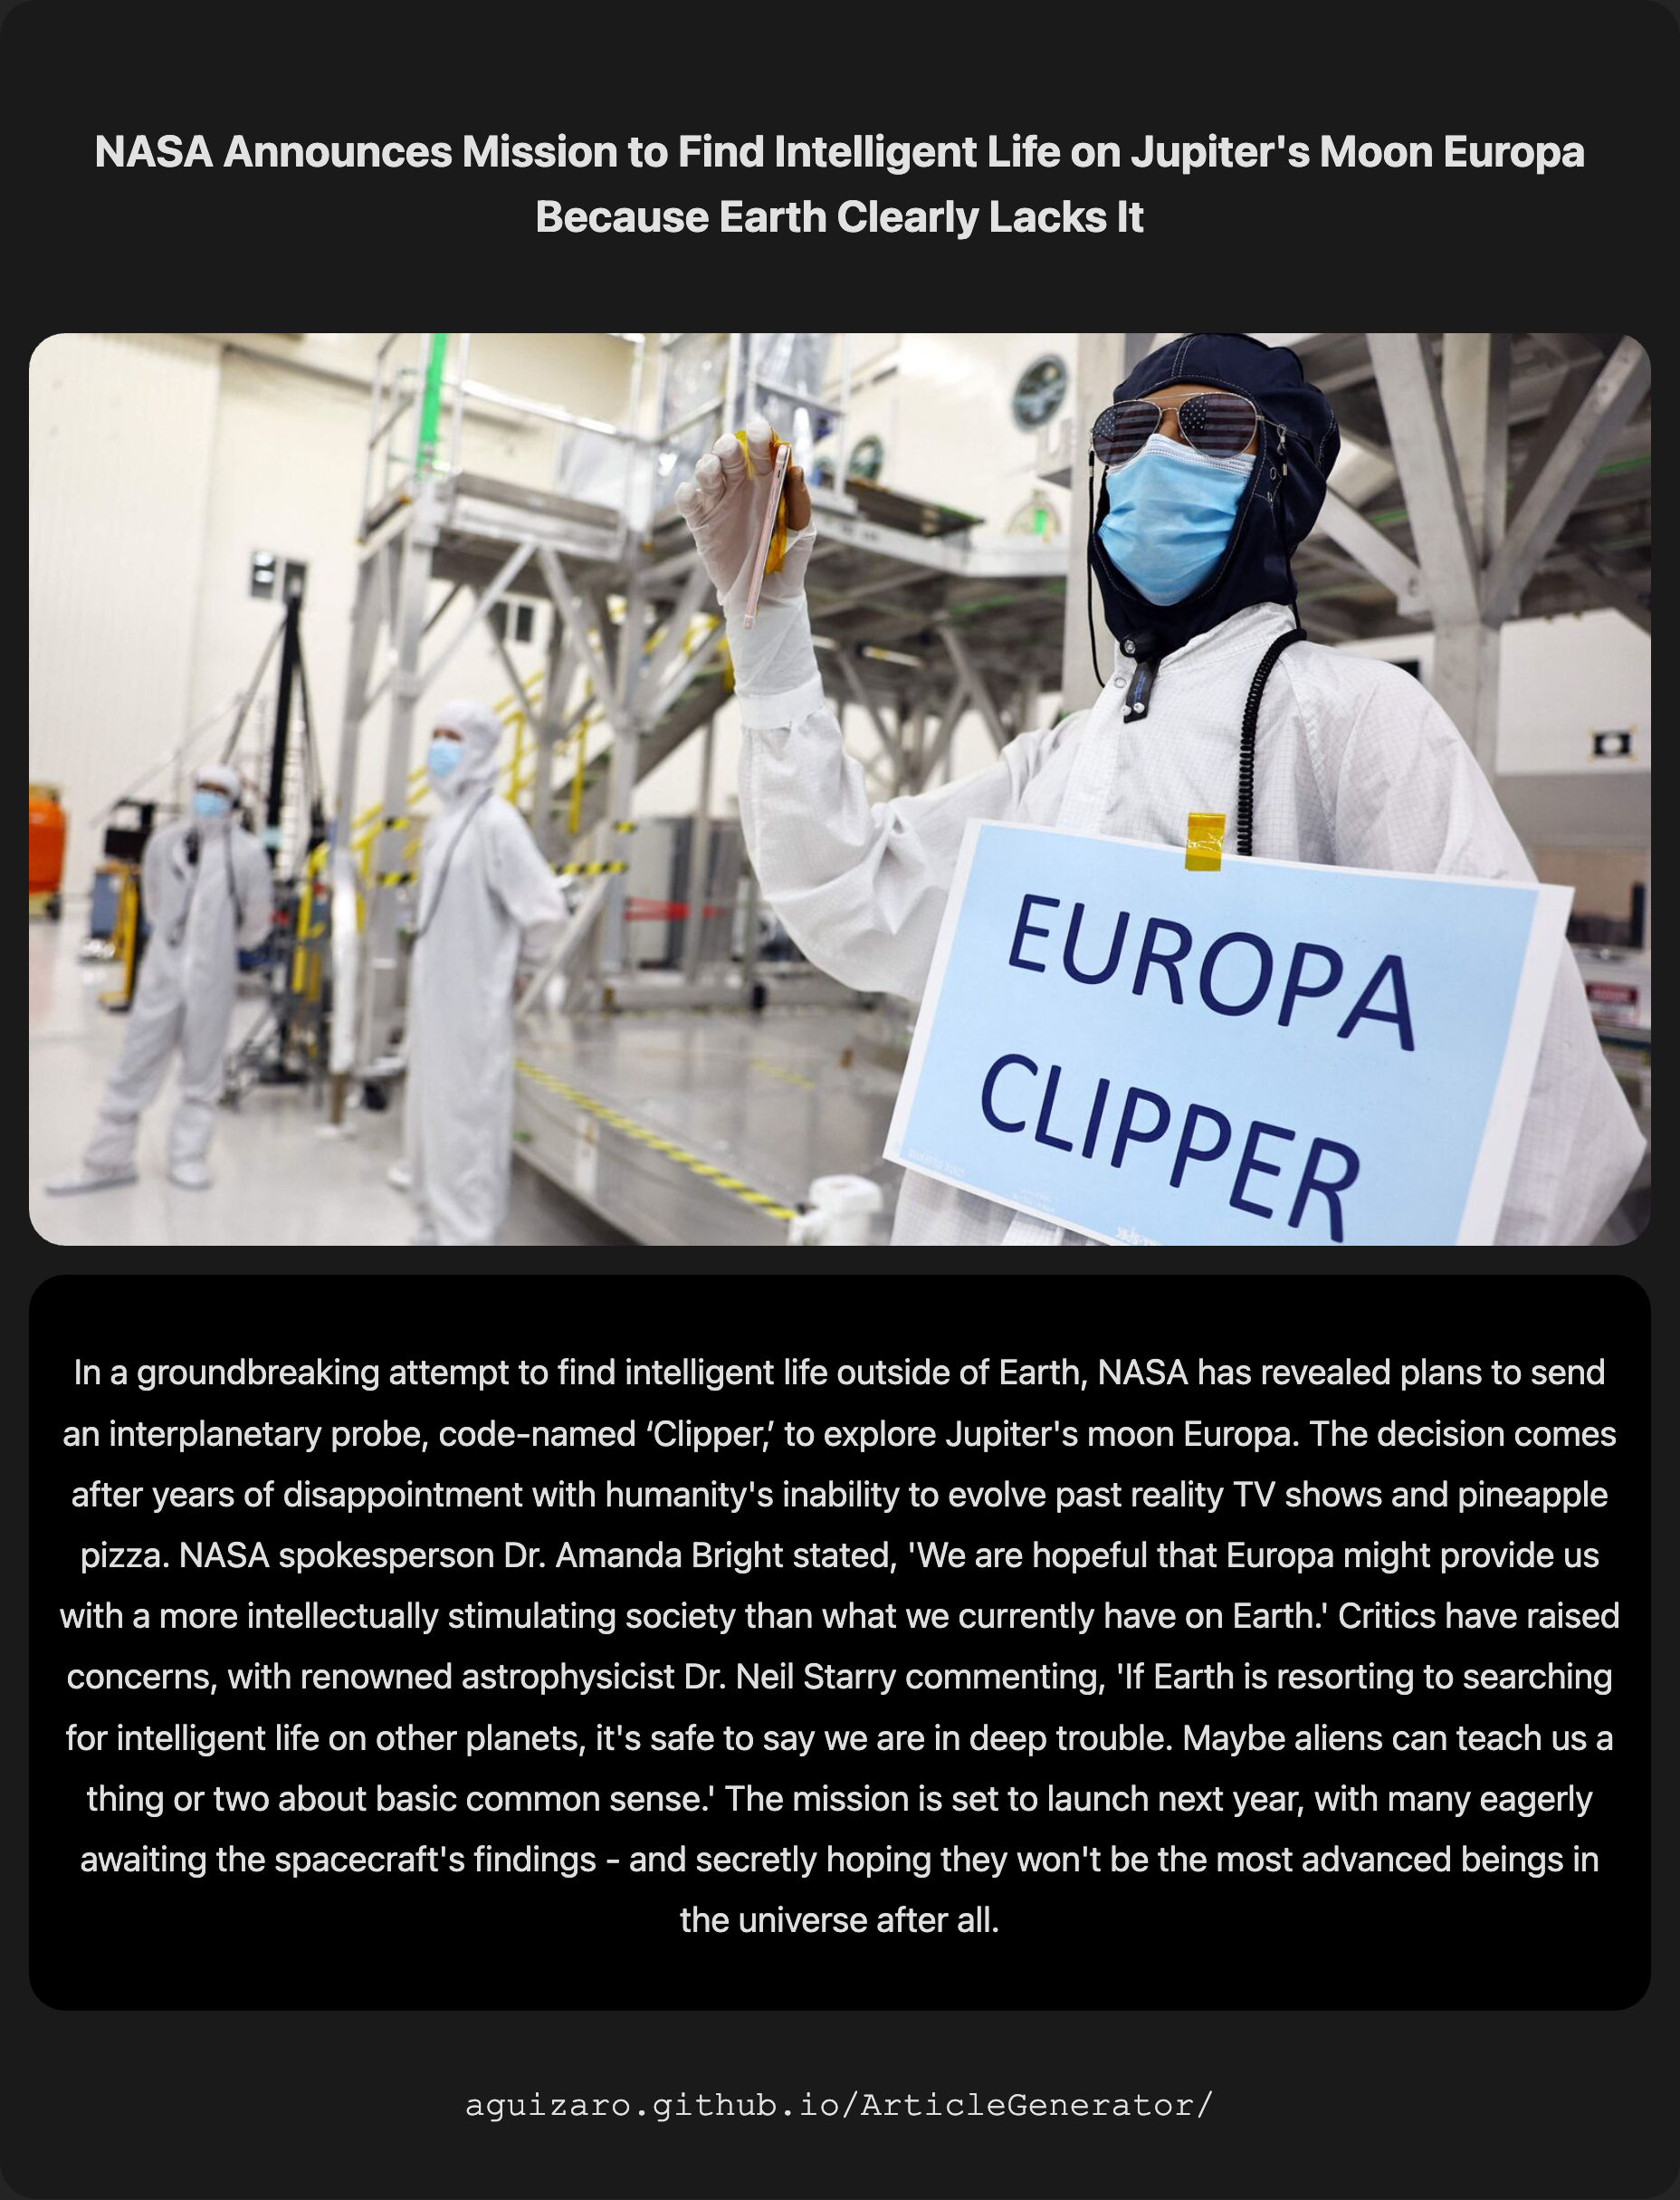 NASA Announces Mission to Find Intelligent Life on Jupiter's Moon Europa
Because Earth Clearly Lacks It
EUROPA
CLIPPER
In a groundbreaking attempt to find intelligent life outside of Earth, NASA has revealed plans to send
an interplanetary probe, code-named ‘Clipper,’ to explore Jupiter's moon Europa. The decision comes
after years of disappointment with humanity's inability to evolve past reality TV shows and pineapple
pizza. NASA spokesperson Dr. Amanda Bright stated, 'We are hopeful that Europa might provide us
with a more intellectually stimulating society than what we currently have on Earth.' Critics have raised
concerns, with renowned astrophysicist Dr. Neil Starry commenting, 'If Earth is resorting to searching
for intelligent life on other planets, it's safe to say we are in deep trouble. Maybe aliens can teach us a
thing or two about basic common sense.' The mission is set to launch next year, with many eagerly
awaiting the spacecraft's findings - and secretly hoping they won't be the most advanced beings in
the universe after all.
aguizaro.github.io/ArticleGenerator/